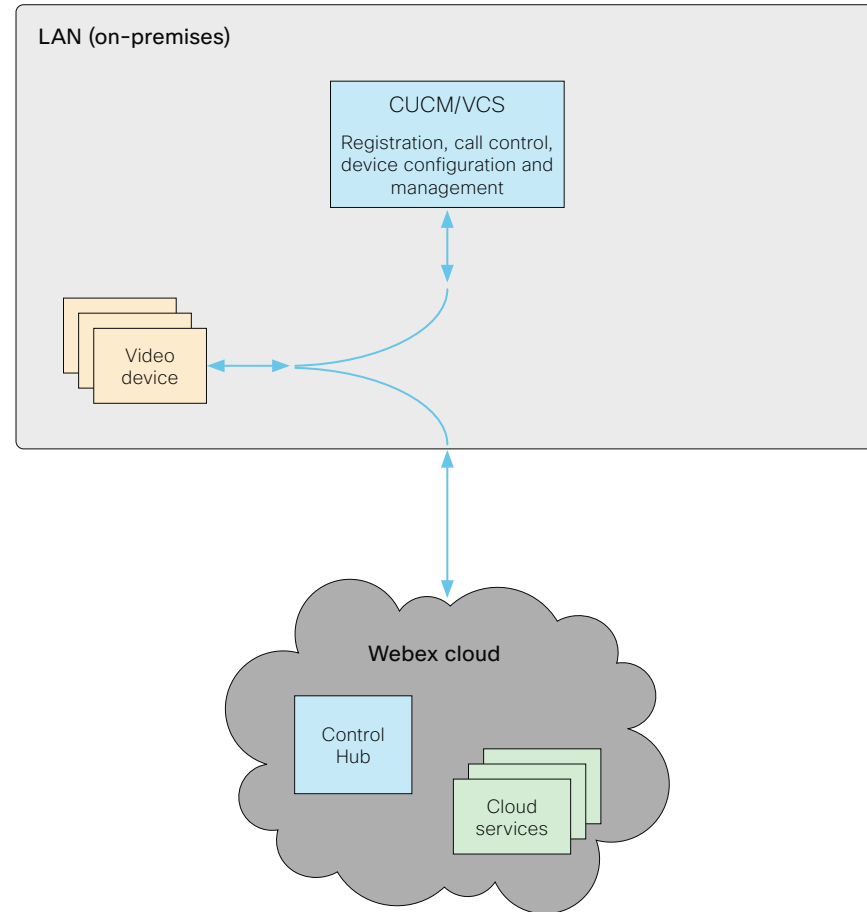 LAN (on-premises)
CUCM/VCS
Registration, call control,
device configuration and
management
Video
device
Webex cloud
Control
Hub
Cloud
services